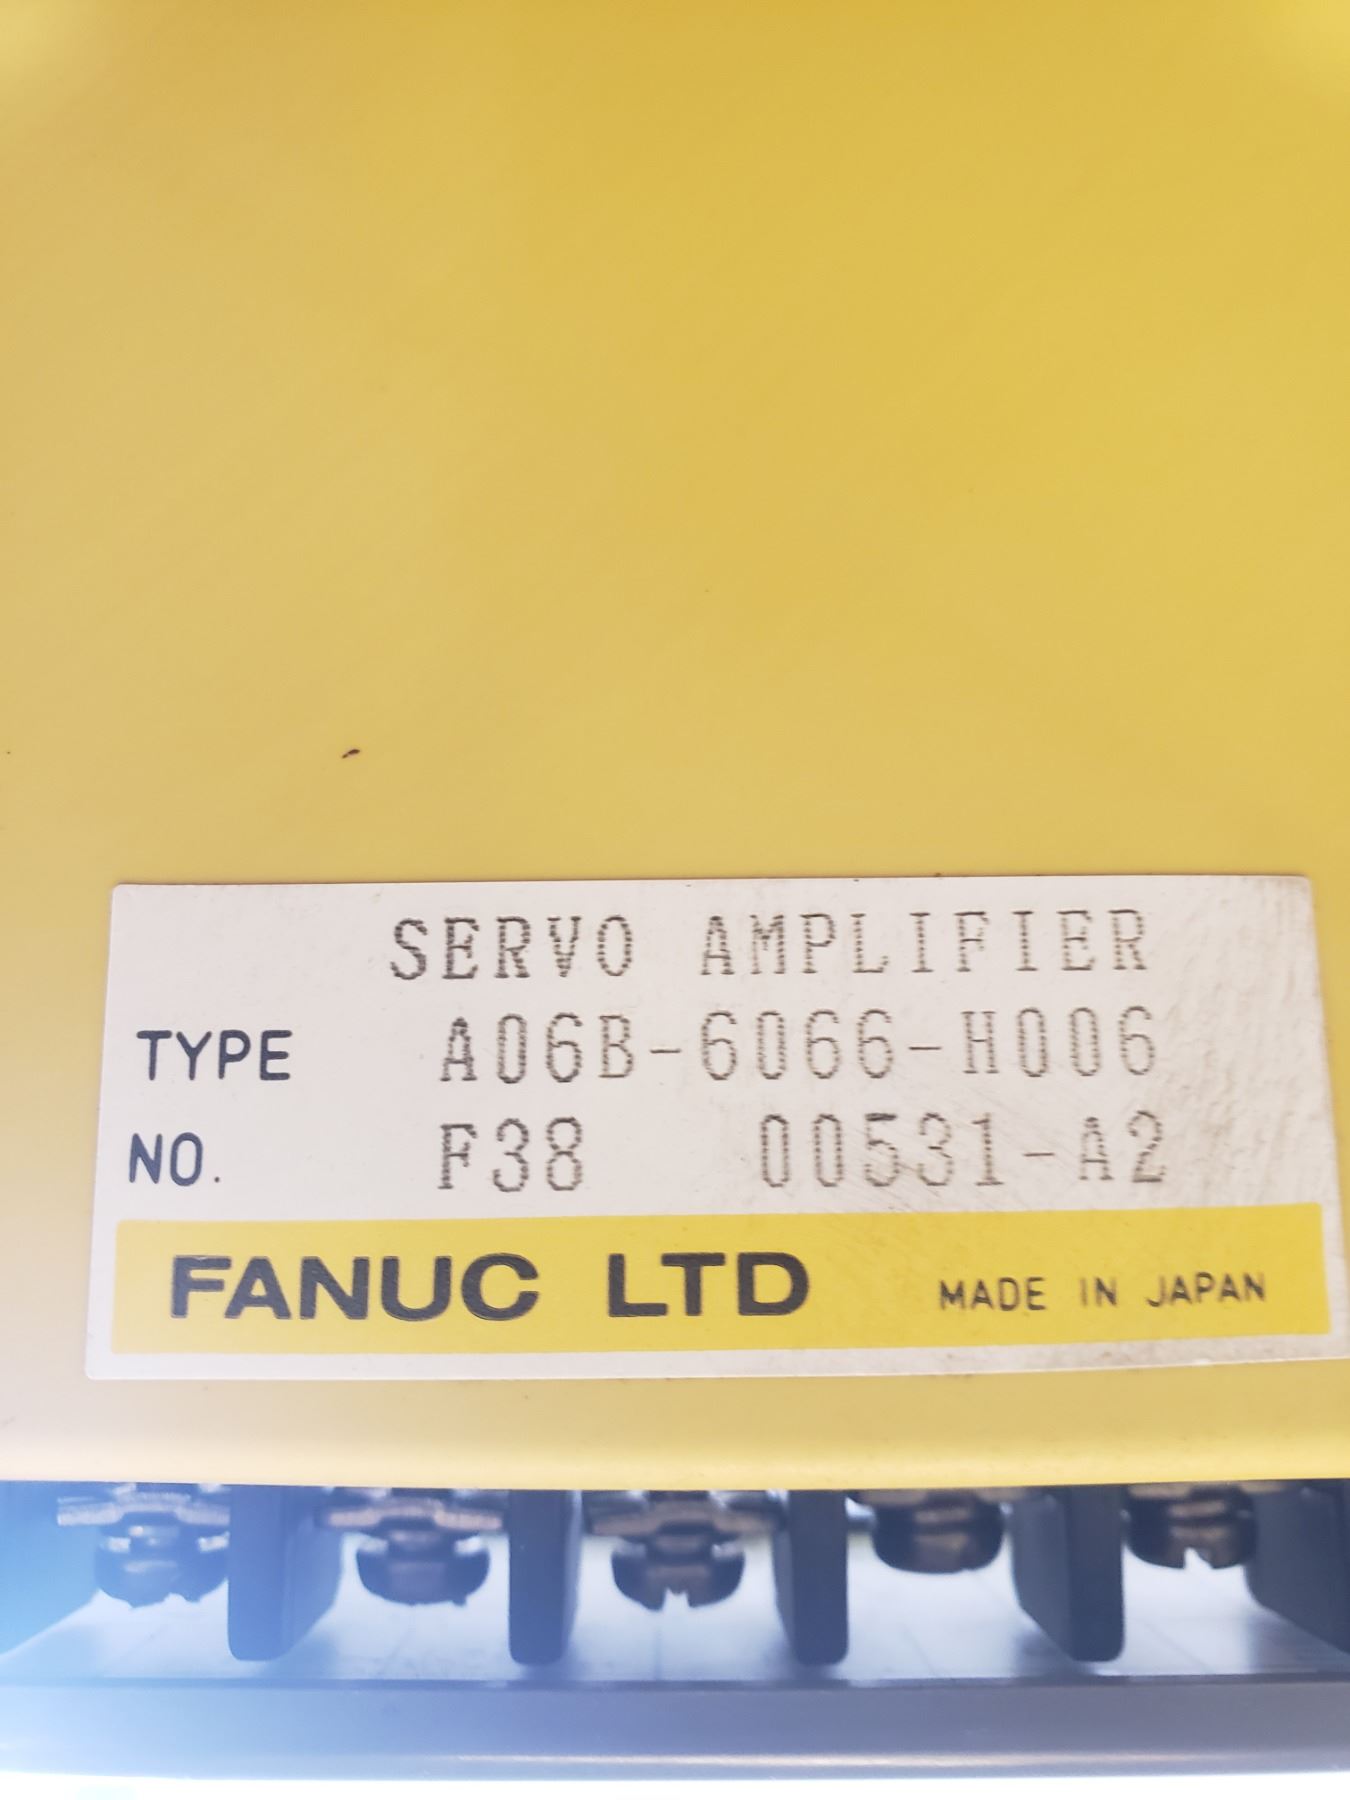 SERVO AMPLIFIER
TYPE A06B-6066-H006
NO. F38 00531-A2
FANUC LTD MADE IN JAPAN